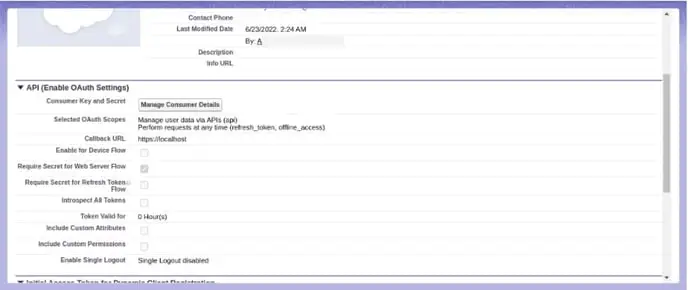 Contact Phone
Last Modified Date 6/23/2022, 2:24 AM
By: A
Description
Info URL
▼ API (Enable OAuth Settings)
Consumer Key and Secret Manage Consumer Details
Selected OAuth Scopes Manage user data via APIs (api)
Perform requests at any time (refresh_token, offline_access)
Callback URL https://localhost
Enable for Device Flow
Require Secret for Web Server Flow
Require Secret for Refresh Token
Flow
Introspect All Tokens
Token Valid for 0 Hour(s)
Include Custom Attributes
Include Custom Permissions
Enable Single Logout Single Logout disabled
Initial Access Token for Dynamic Client Registration